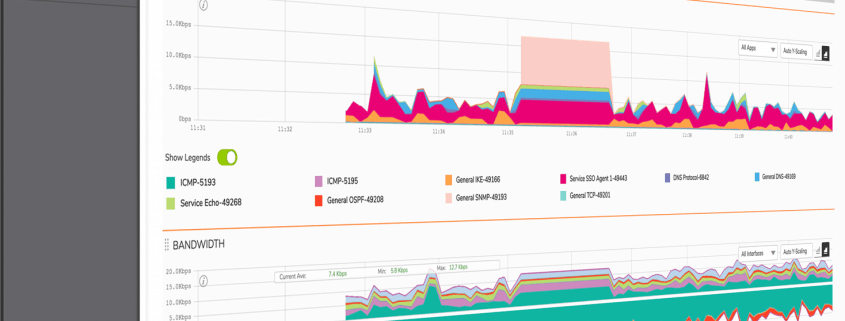 15.0Kbps
10.0Kbps
5.0Kbps
0bps
All Apps
Auto Y-Scaling
11:31 11:32 11:33 11:34 11:35 11:36 11:37 11:38 11:39 11:40
Show Legends
ICMP-5193 ICMP-5195 General IKE-49166 Service SSO Agent 1-49443 DNS Protocol-6842 General DNS-49169
Service Echo-49268 General OSPF-49208 General SNMP-49193 General TCP-49201
BANDWIDTH
All Interfaces
Auto Y-Scaling
Current Ave: 7.4 Kbps Min: 5.9 Kbps Max: 12.7 Kbps
20.0Kbps
15.0Kbps
10.0Kbps
5.0Kbps